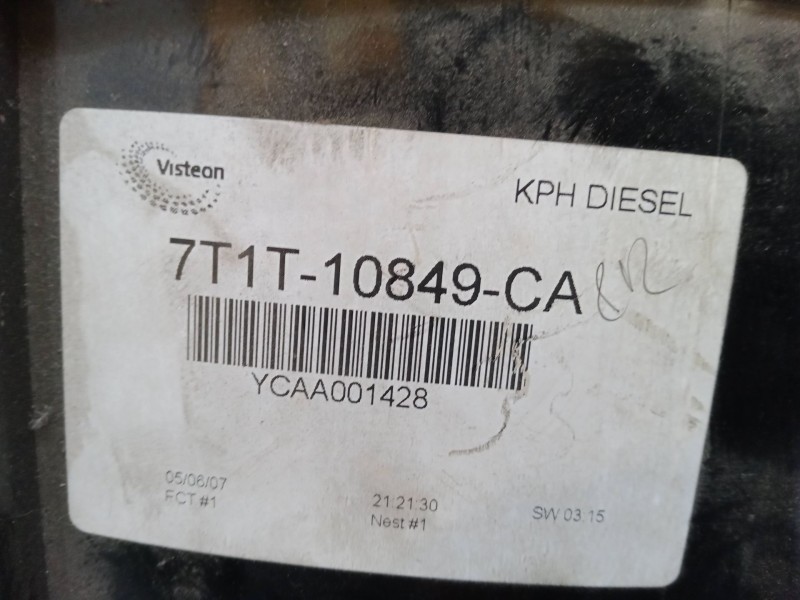 Visteon
KPH DIESEL
7T1T-10849-CA
YCAA001428
05/06/07
FCT #1
21:21:30
Nest #1
SW 03.15